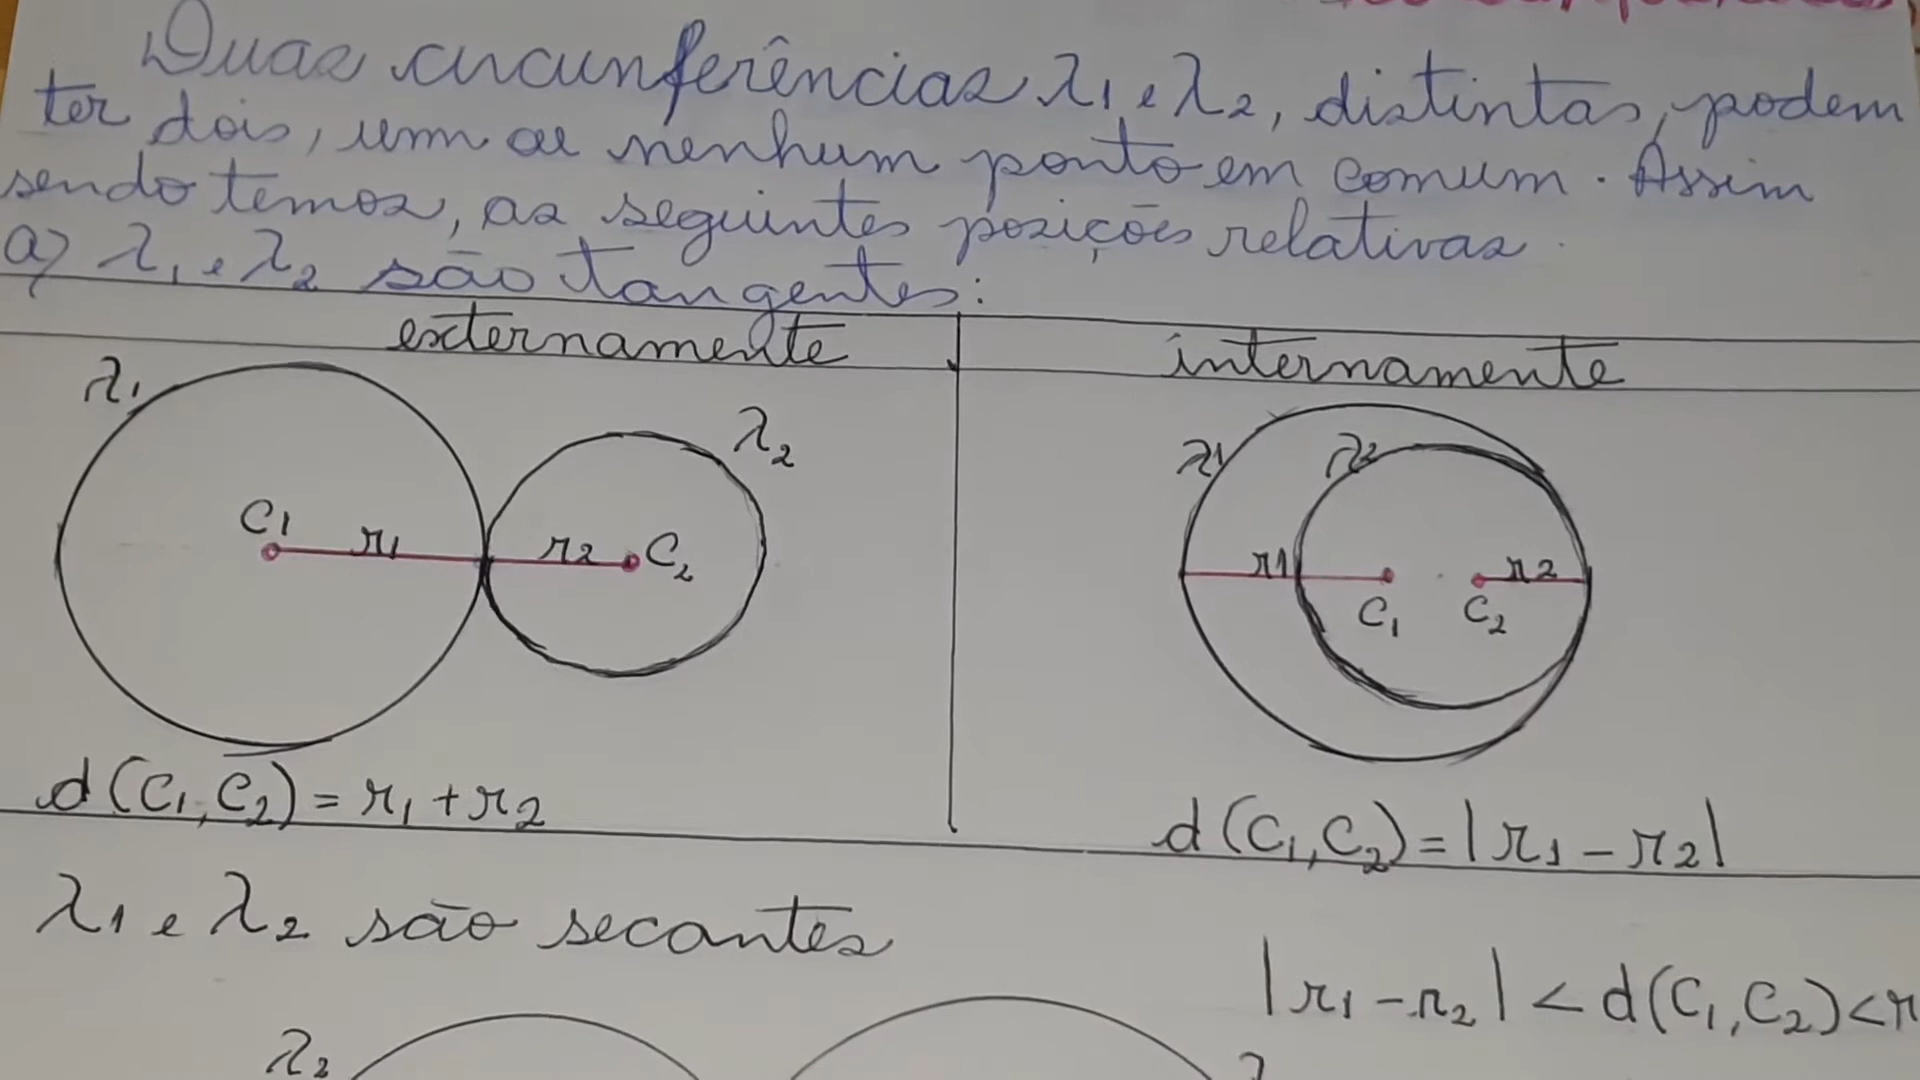 Duas circunferências λ1 e λ2, distintas, podem
ter dois, um ou nenhum ponto em comum. Assim
sendo temos, as seguintes posições relativas.
a) λ1 e λ2 são tangentes:
externamente
internamente
λ1
λ2
C1
r1
r2
C2
λ1
λ2
r1
r2
C1
C2
d(C1,C2) = r1 + r2
d(C1,C2) = |r1 - r2|
λ1 e λ2 são secantes
|r1 - r2| < d(C1,C2) < r
λ2